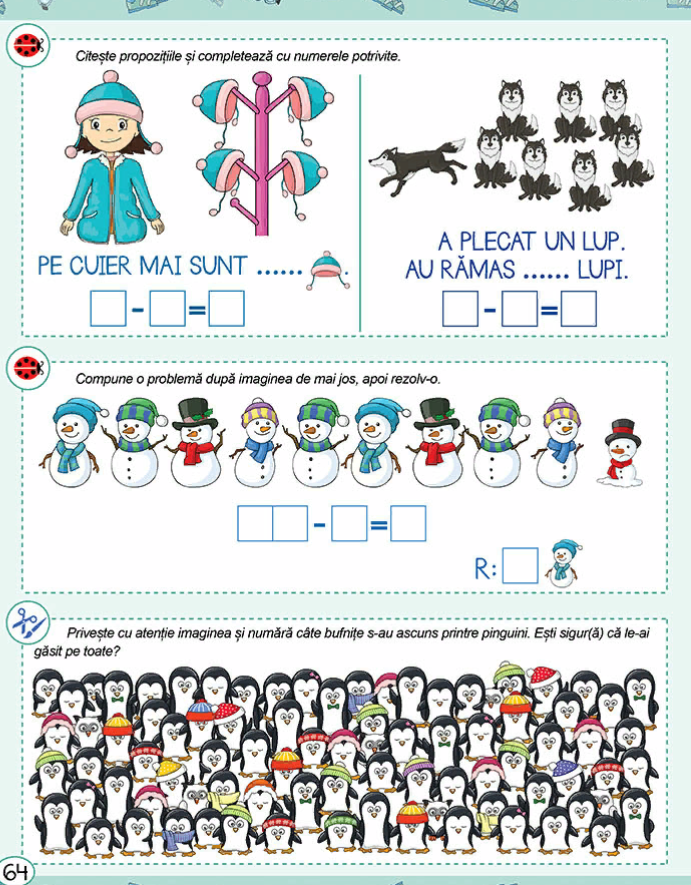 Citește propozițiile și completează cu numerele potrivite.
PE CUIER MAI SUNT ...... .
- =
A PLECAT UN LUP.
AU RĂMAS ...... LUPI.
- =
Compune o problemă după imaginea de mai jos, apoi rezolv-o.
- =
R:
Privește cu atenție imaginea și numără câte bufnițe s-au ascuns printre pinguini. Ești sigur(ă) că le-ai
găsit pe toate?
64